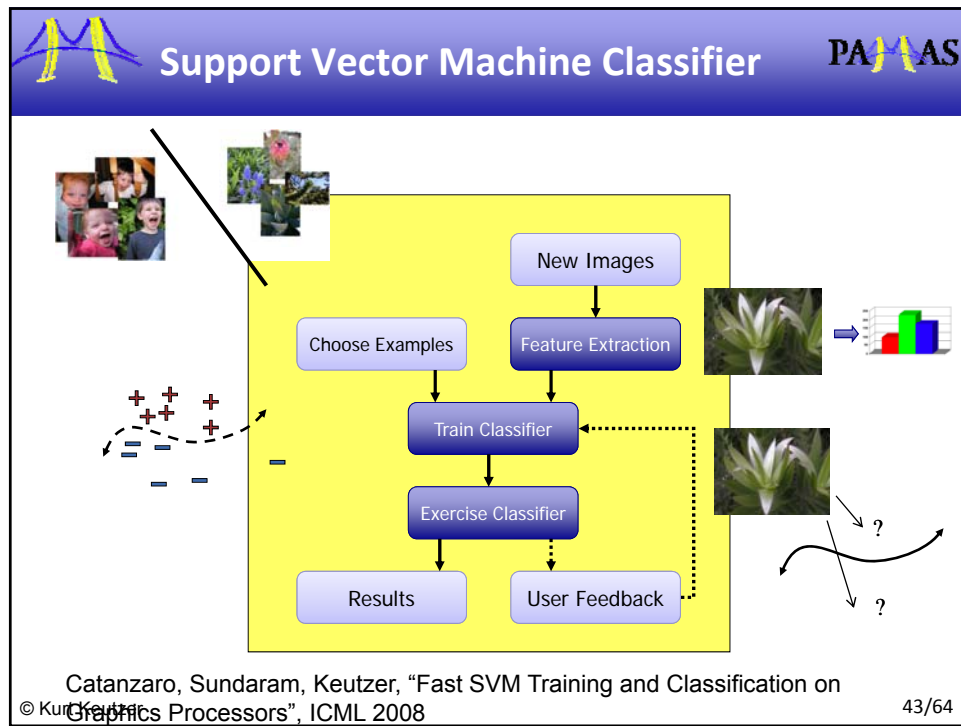 Support Vector Machine Classifier
PAMAS
New Images
Choose Examples
Feature Extraction
Train Classifier
Exercise Classifier
Results
User Feedback
?
?
Catanzaro, Sundaram, Keutzer, “Fast SVM Training and Classification on
Graphics Processors”, ICML 2008
© Kurt Keutzer
43/64